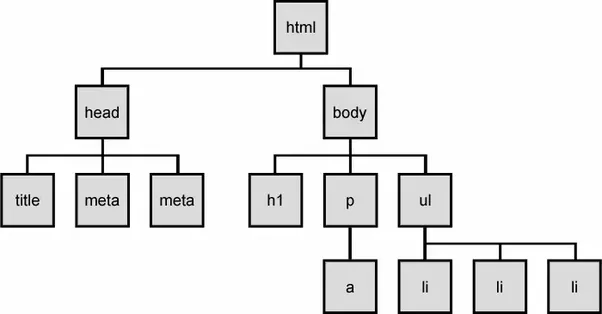 html
head body
title meta meta h1 p ul
a li li li